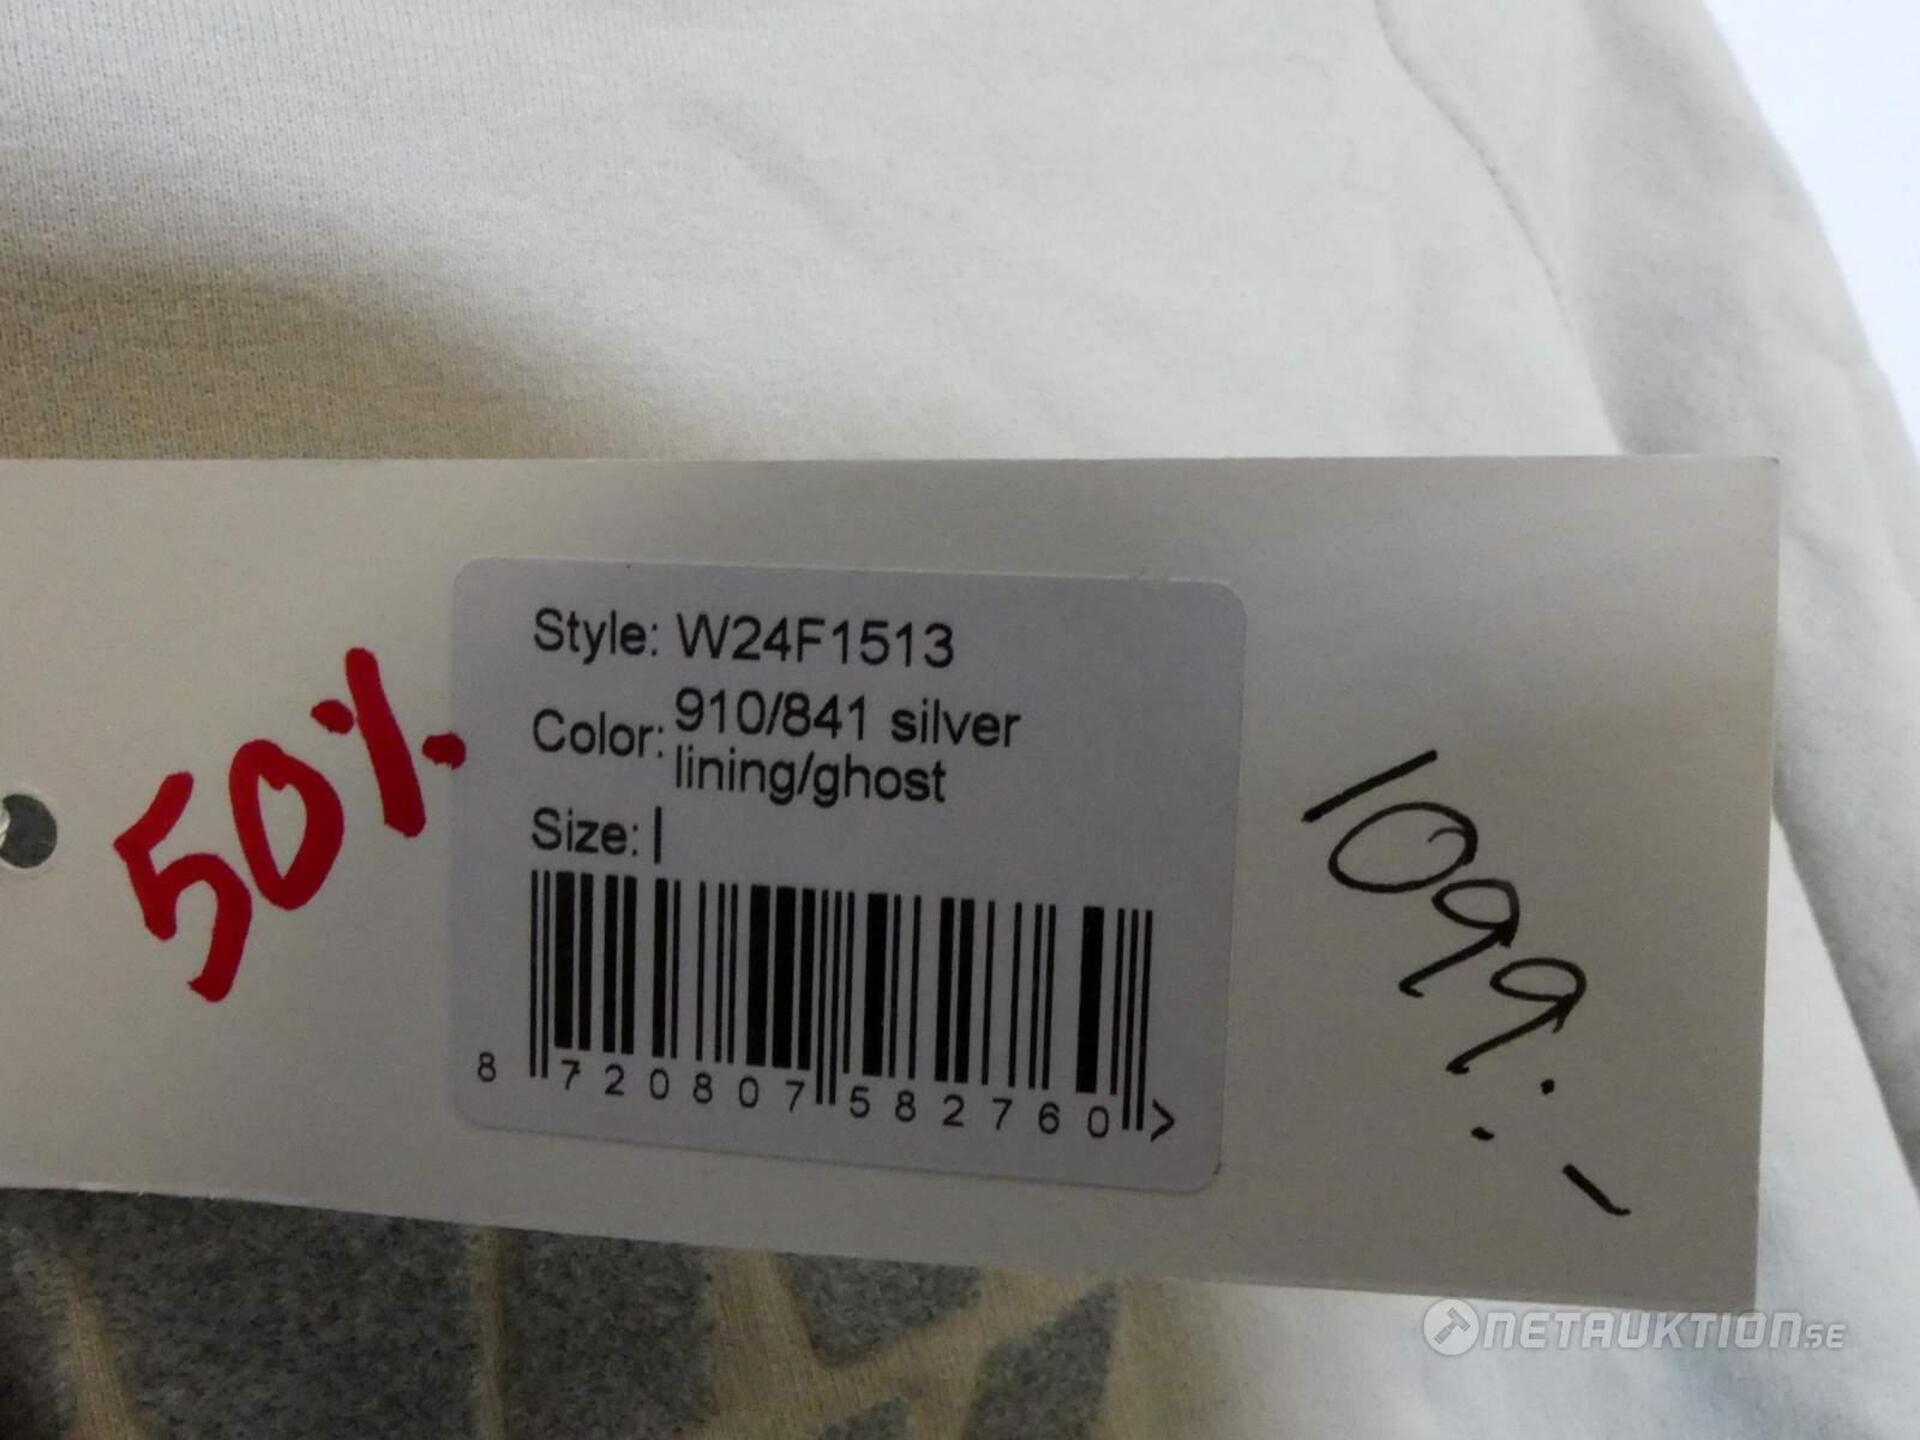 50%
Style: W24F1513
Color: 910/841 silver
lining/ghost
Size: l
8 720807 582760 >
1099:-
NETAUKTION.SE